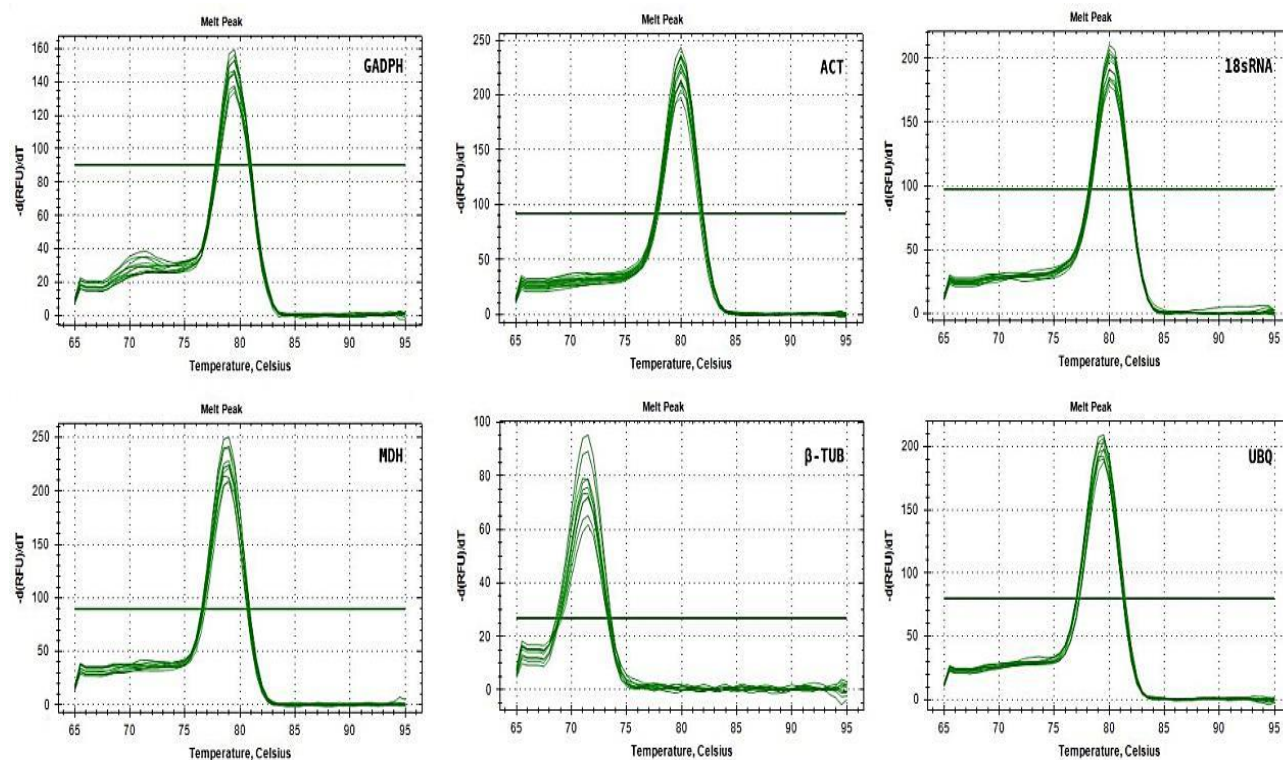 Melt Peak
GADPH
-d(RFU)/dT
160
140
120
100
80
60
40
20
0
65 70 75 80 85 90 95
Temperature, Celsius
Melt Peak
ACT
-d(RFU)/dT
250
200
150
100
50
0
65 70 75 80 85 90 95
Temperature, Celsius
Melt Peak
18sRNA
-d(RFU)/dT
200
150
100
50
0
65 70 75 80 85 90 95
Temperature, Celsius
Melt Peak
MDH
-d(RFU)/dT
250
200
150
100
50
0
65 70 75 80 85 90 95
Temperature, Celsius
Melt Peak
β-TUB
-d(RFU)/dT
100
80
60
40
20
0
65 70 75 80 85 90 95
Temperature, Celsius
Melt Peak
UBQ
-d(RFU)/dT
200
150
100
50
0
65 70 75 80 85 90 95
Temperature, Celsius